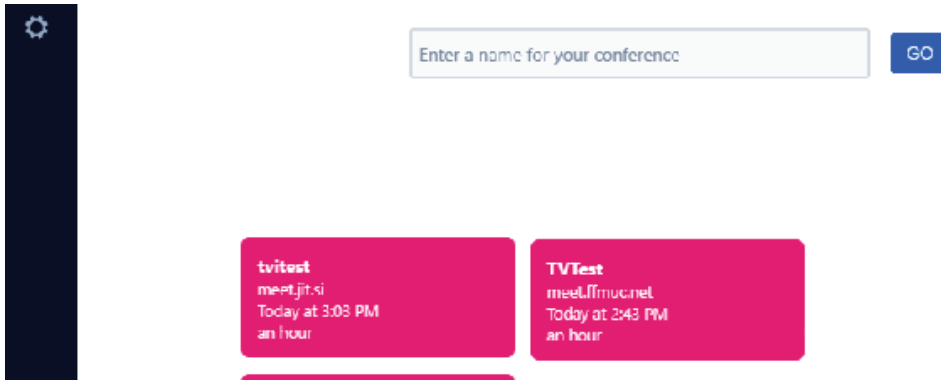 Enter a name for your conference
GO
tvitest
meet.jit.si
Today at 3:03 PM
an hour
TVTest
meet.ffmuc.net
Today at 2:43 PM
an hour